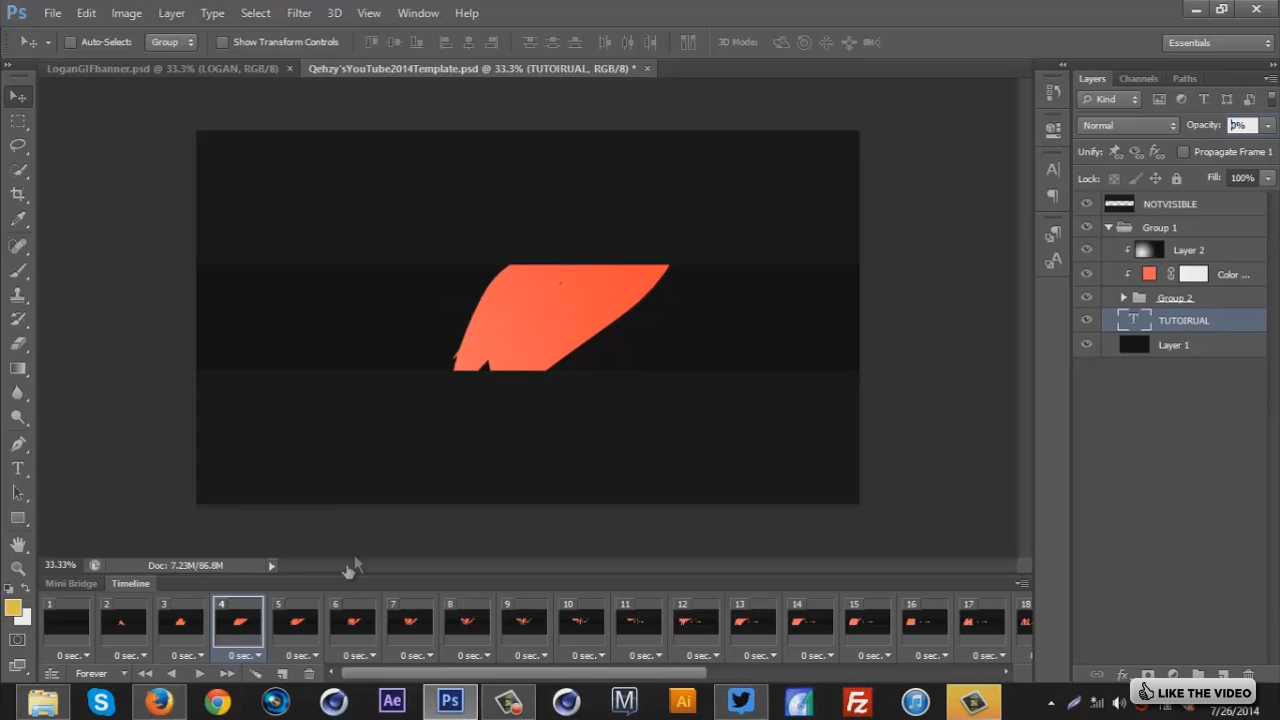 Ps File Edit Image Layer Type Select Filter 3D View Window Help
Auto-Select: Group Show Transform Controls 3D Mode: Essentials
LoganGIFbanner.psd @ 33.3% (LOGAN, RGB/8) × Qehzy'sYouTube2014Template.psd @ 33.3% (TUTOIRUAL, RGB/8) * ×
Layers Channels Paths
Kind
Normal Opacity: 0%
Unify: Propagate Frame 1
Lock: Fill: 100%
NOTVISIBLE
Group 1
Layer 2
Color ...
Group 2
T TUTOIRUAL
Layer 1
33.33% Doc: 7.23M/86.8M
Mini Bridge Timeline
1 2 3 4 5 6 7 8 9 10 11 12 13 14 15 16 17 18
0 sec. 0 sec. 0 sec. 0 sec. 0 sec. 0 sec. 0 sec. 0 sec. 0 sec. 0 sec. 0 sec. 0 sec. 0 sec. 0 sec. 0 sec. 0 sec. 0 sec. 0 s
Forever
LIKE THE VIDEO
Ae Ps M Ai
7/26/2014